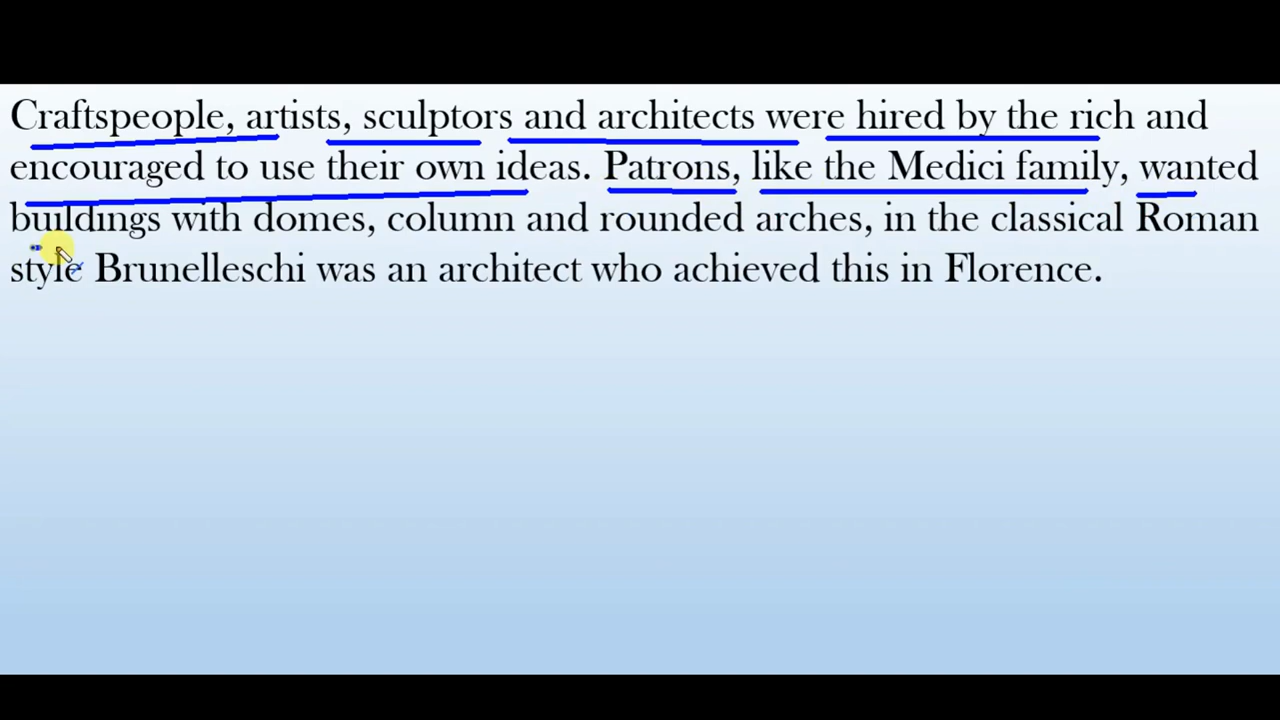 Craftspeople, artists, sculptors and architects were hired by the rich and
encouraged to use their own ideas. Patrons, like the Medici family, wanted
buildings with domes, column and rounded arches, in the classical Roman
style Brunelleschi was an architect who achieved this in Florence.